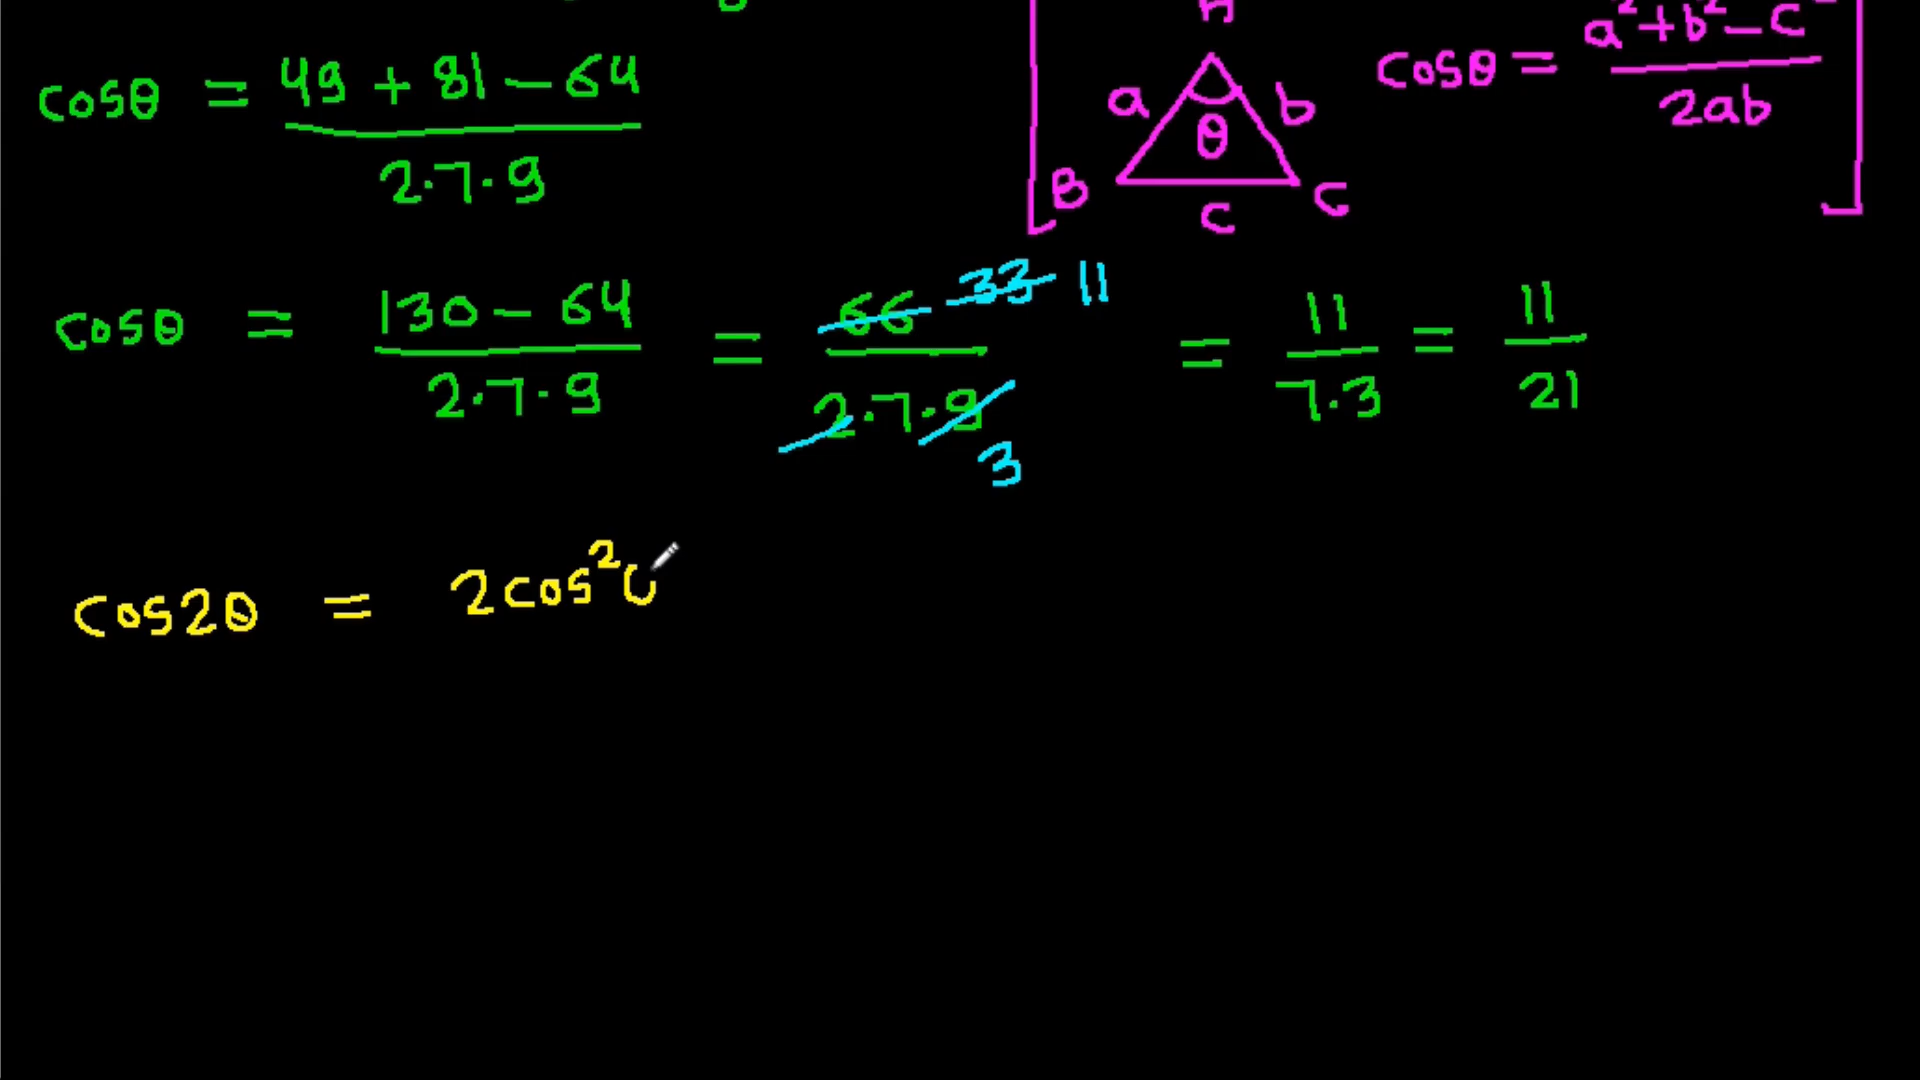 cosθ = (49 + 81 - 64) / (2·7·9)
A
a θ b
B c C
cosθ = (a²+b²-c²) / (2ab)
cosθ = (130 - 64) / (2·7·9) = 66 33 11 / (2·7·9 3) = 11 / (7·3) = 11 / 21
cos2θ = 2cos²